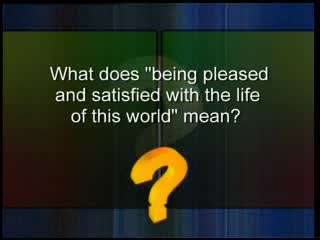 What does "being pleased
and satisfied with the life
of this world" mean?
?